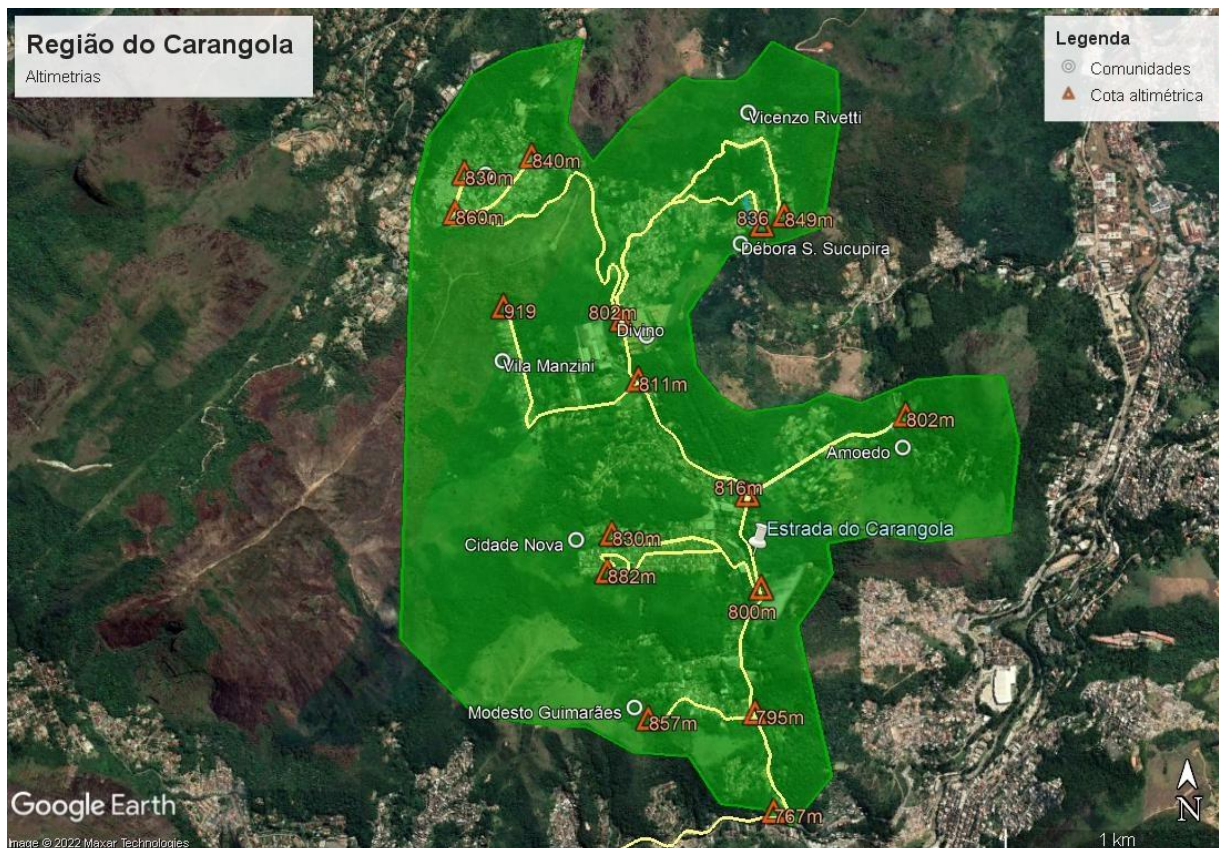 Região do Carangola
Altimetrias
Legenda
Comunidades
Cota altimétrica
Vicenzo Rivetti
840m
830m
860m
836
849m
Débora S. Sucupira
919
802m
Divino
Vila Manzini
811m
802m
Amoedo
816m
Estrada do Carangola
Cidade Nova
830m
882m
800m
Modesto Guimarães
857m
795m
767m
Google Earth
Image © 2022 Maxar Technologies
1 km
N